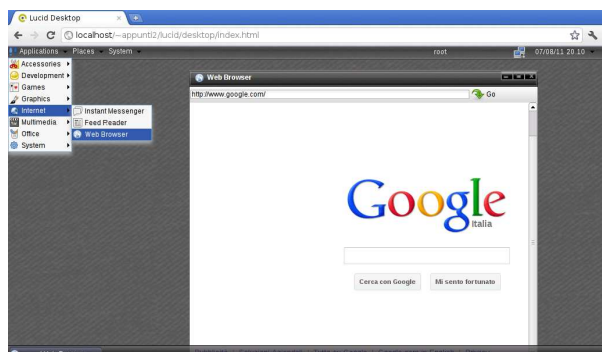 Lucid Desktop
localhost/~appunti2/lucid/desktop/index.html
Applications Places System root 07/08/11 20.10
Accessories
Development
Games
Graphics
Internet
Multimedia
Office
System
Instant Messenger
Feed Reader
Web Browser
Web Browser
http://www.google.com/ Go
Google
Italia
Cerca con Google Mi sento fortunato